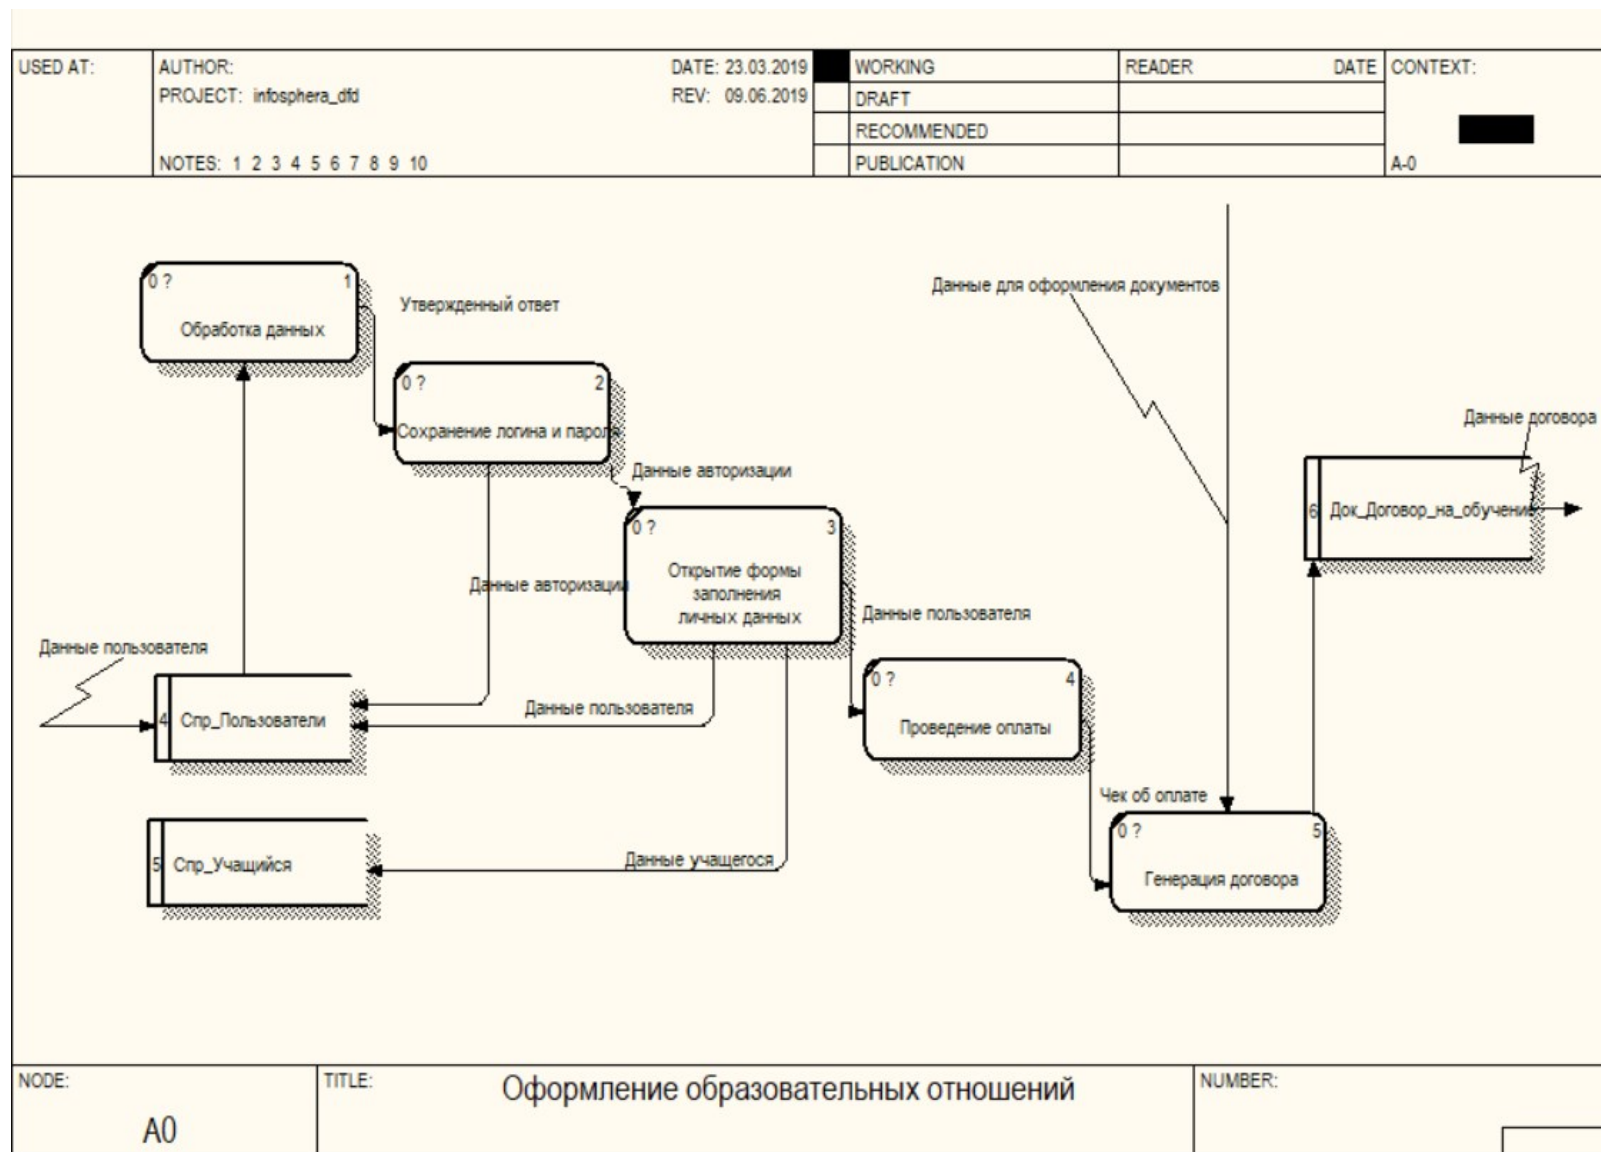 USED AT:
AUTHOR:
DATE: 23.03.2019
PROJECT: infosphera_dfd
REV: 09.06.2019
NOTES: 1 2 3 4 5 6 7 8 9 10
WORKING
DRAFT
RECOMMENDED
PUBLICATION
READER
DATE
CONTEXT:
A-0
0 ?
1
Обработка данных
Утвержденный ответ
Данные для оформления документов
0 ?
2
Сохранение логина и пароля
Данные авторизации
Данные договора
6
Док_Договор_на_обучение
0 ?
3
Открытие формы
заполнения
личных данных
Данные авторизации
Данные пользователя
Данные пользователя
4
Спр_Пользователи
Данные пользователя
0 ?
4
Проведение оплаты
Чек об оплате
0 ?
5
Генерация договора
5
Спр_Учащийся
Данные учащегося
NODE:
A0
TITLE:
Оформление образовательных отношений
NUMBER: